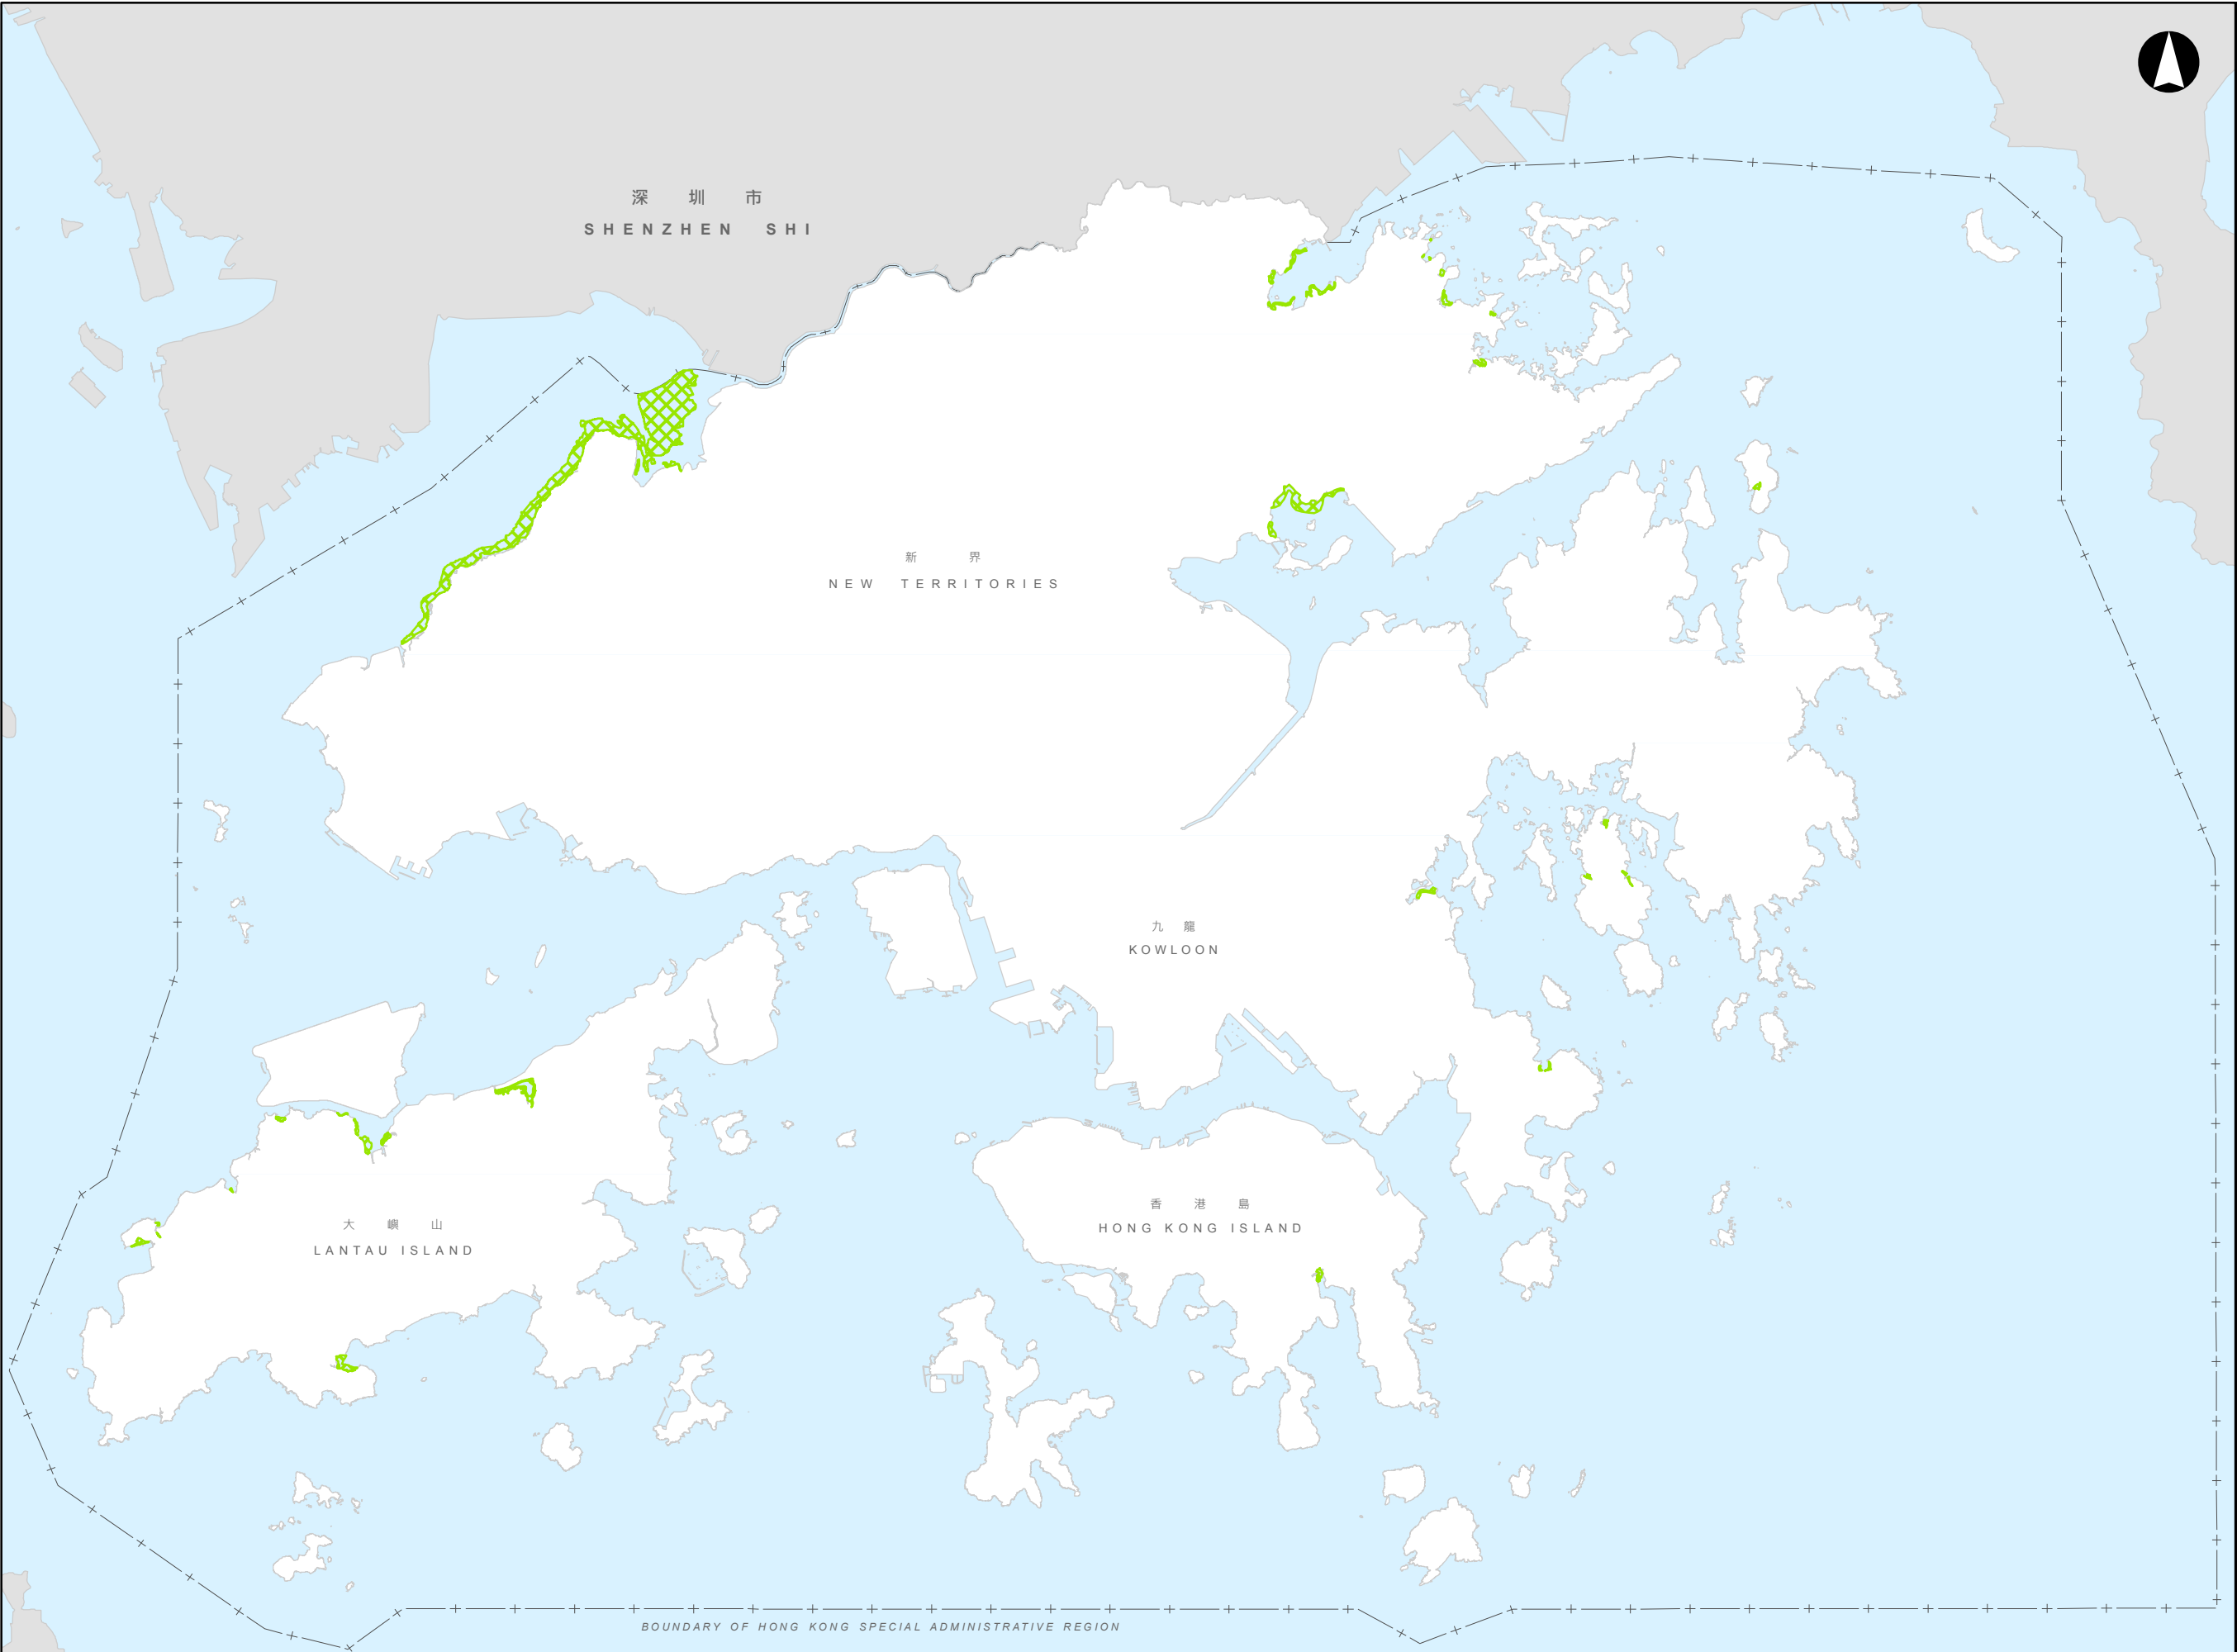 深 圳 市
SHENZHEN SHI
新 界
NEW TERRITORIES
九 龍
KOWLOON
香 港 島
HONG KONG ISLAND
大 嶼 山
LANTAU ISLAND
BOUNDARY OF HONG KONG SPECIAL ADMINISTRATIVE REGION